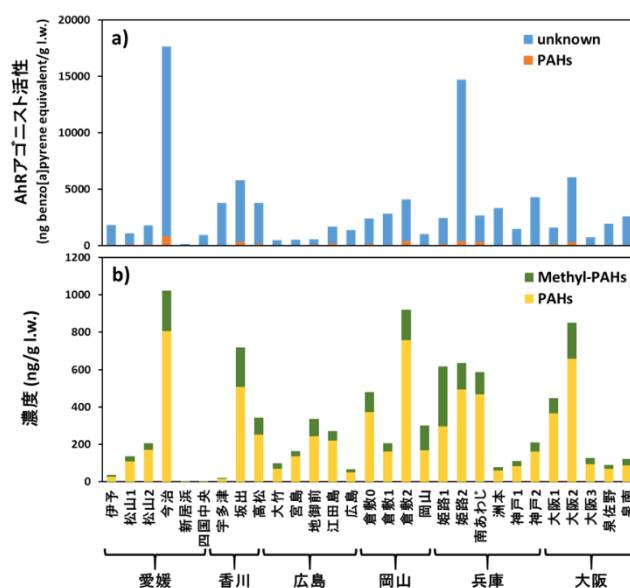 a)
unknown
PAHs
AhRアゴニスト活性
(ng benzo[a]pyrene equivalent/g l.w.)
20000
15000
10000
5000
0
b)
Methyl-PAHs
PAHs
濃度 (ng/g l.w.)
1200
1000
800
600
400
200
0
伊予
松山1
松山2
今治
新居浜
四国中央
宇多津
坂出
高松
大竹
宮島
地御前
江田島
広島
倉敷0
倉敷1
倉敷2
岡山
姫路1
姫路2
南あわじ
洲本
神戸1
神戸2
大阪1
大阪2
大阪3
泉佐野
泉南
愛媛
香川
広島
岡山
兵庫
大阪